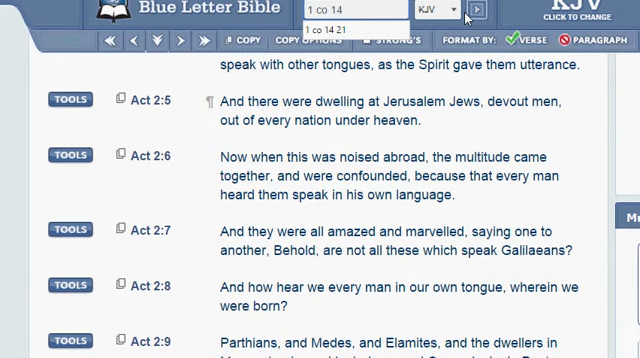 Blue Letter Bible
1 co 14
KJV
KJV
CLICK TO CHANGE
1 co 14 21
COPY
COPY OPTIONS
STRONG'S
FORMAT BY:
VERSE
PARAGRAPH
speak with other tongues, as the Spirit gave them utterance.
TOOLS
Act 2:5
¶ And there were dwelling at Jerusalem Jews, devout men,
out of every nation under heaven.
TOOLS
Act 2:6
Now when this was noised abroad, the multitude came
together, and were confounded, because that every man
heard them speak in his own language.
TOOLS
Act 2:7
And they were all amazed and marvelled, saying one to
another, Behold, are not all these which speak Galilaeans?
TOOLS
Act 2:8
And how hear we every man in our own tongue, wherein we
were born?
TOOLS
Act 2:9
Parthians, and Medes, and Elamites, and the dwellers in